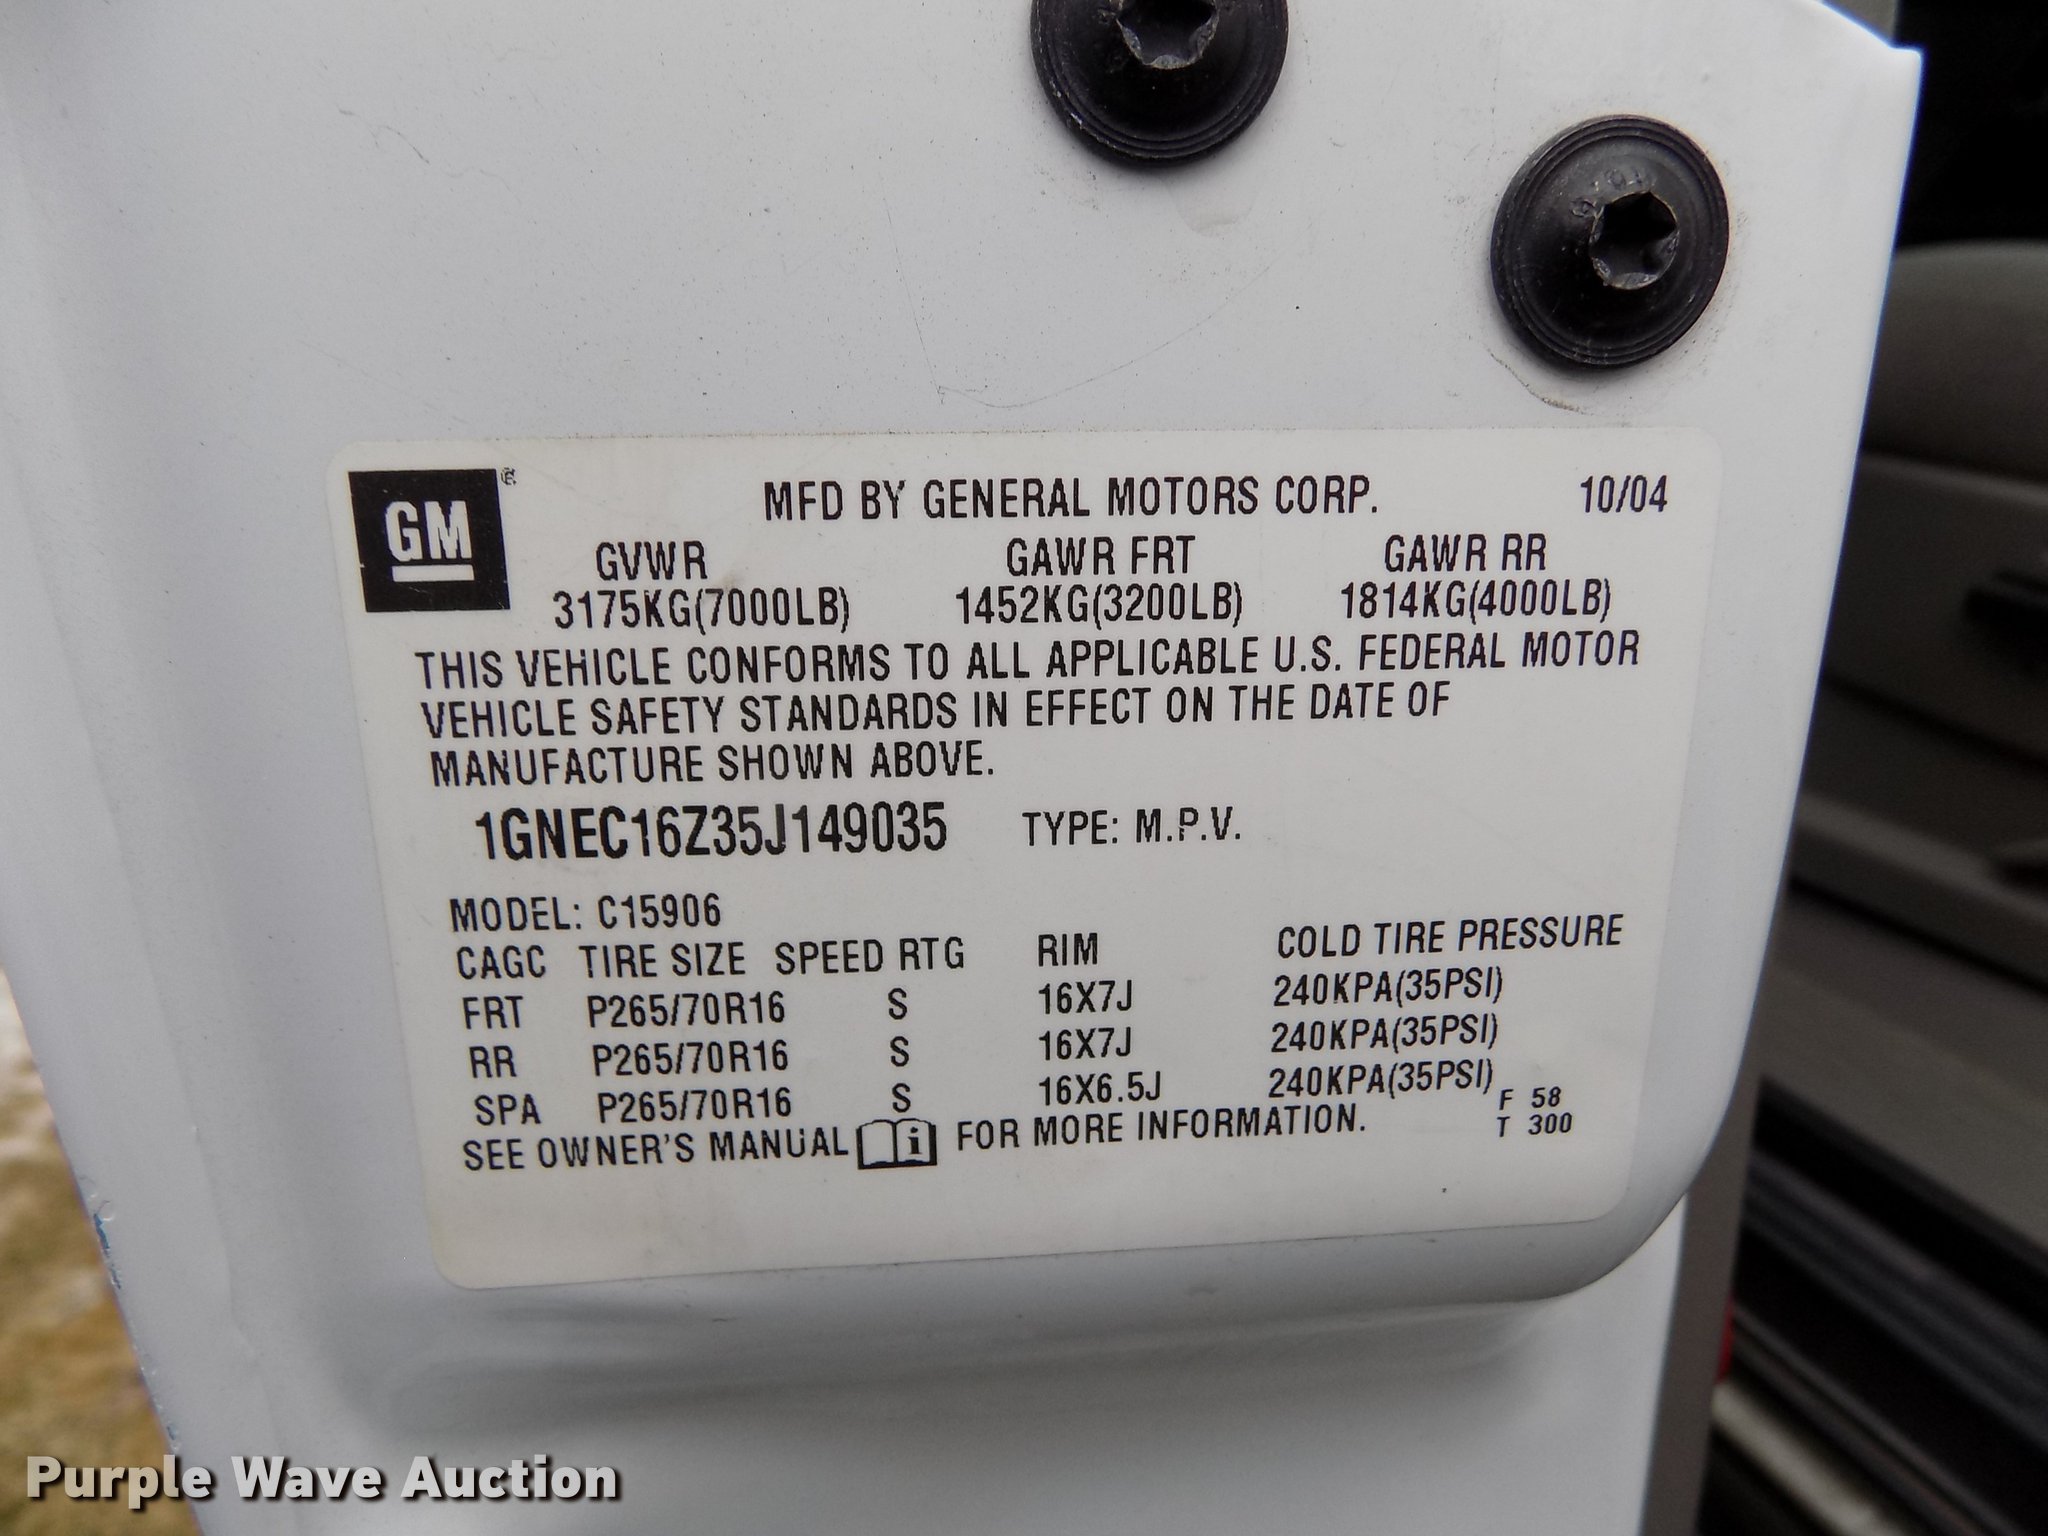 GM
MFD BY GENERAL MOTORS CORP. 10/04
GVWR GAWR FRT GAWR RR
3175KG(7000LB) 1452KG(3200LB) 1814KG(4000LB)
THIS VEHICLE CONFORMS TO ALL APPLICABLE U.S. FEDERAL MOTOR
VEHICLE SAFETY STANDARDS IN EFFECT ON THE DATE OF
MANUFACTURE SHOWN ABOVE.
1GNEC16Z35J149035 TYPE: M.P.V.
MODEL: C15906
CAGC TIRE SIZE SPEED RTG RIM COLD TIRE PRESSURE
FRT P265/70R16 S 16X7J 240KPA(35PSI)
RR P265/70R16 S 16X7J 240KPA(35PSI)
SPA P265/70R16 S 16X6.5J 240KPA(35PSI) F 58
SEE OWNER'S MANUAL i FOR MORE INFORMATION. T 300
Purple Wave Auction